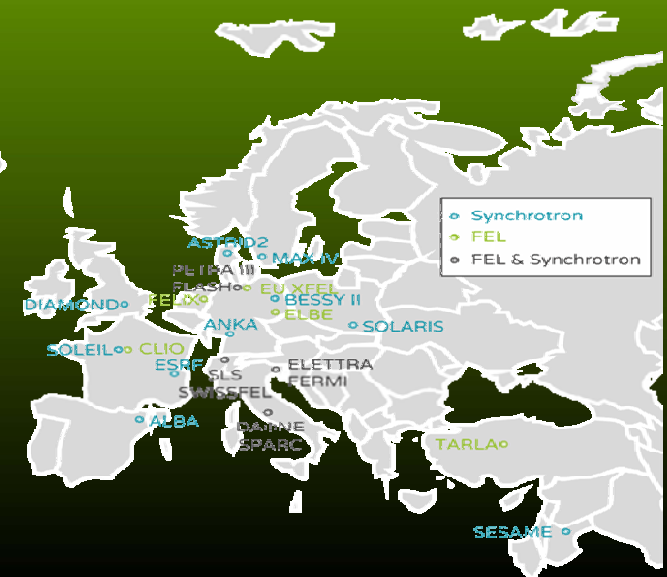 Synchrotron
FEL
FEL & Synchrotron
ASTRID2
MAX IV
PETRA III
FLASH
EU XFEL
FELIX
BESSY II
DIAMOND
ELBE
ANKA
SOLARIS
SOLEIL
CLIO
ESRF
SLS
SWISSFEL
ELETTRA
FERMI
ALBA
DAFNE
SPARC
TARLA
SESAME